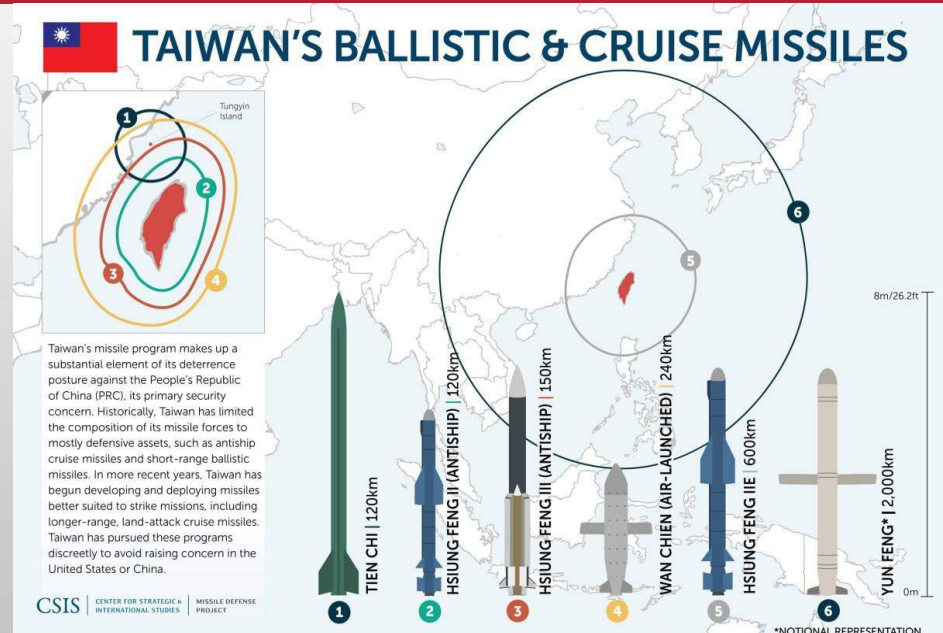 TAIWAN'S BALLISTIC & CRUISE MISSILES
Tungyin
Island
1
2
3
4
5
6
Taiwan's missile program makes up a
substantial element of its deterrence
posture against the People's Republic
of China (PRC), its primary security
concern. Historically, Taiwan has limited
the composition of its missile forces to
mostly defensive assets, such as antiship
cruise missiles and short-range ballistic
missiles. In more recent years, Taiwan has
begun developing and deploying missiles
better suited to strike missions, including
longer-range, land-attack cruise missiles.
Taiwan has pursued these programs
discreetly to avoid raising concern in the
United States or China.
CSIS | CENTER FOR STRATEGIC &
INTERNATIONAL STUDIES | MISSILE DEFENSE
PROJECT
TIEN CHI | 120km
HSIUNG FENG II (ANTISHIP) | 120km
HSIUNG FENG III (ANTISHIP) | 150km
WAN CHIEN (AIR-LAUNCHED) | 240km
HSIUNG FENG IIE | 600km
YUN FENG* | 2,000km
8m/26.2ft
0m
1
2
3
4
5
6
*NOTIONAL REPRESENTATION